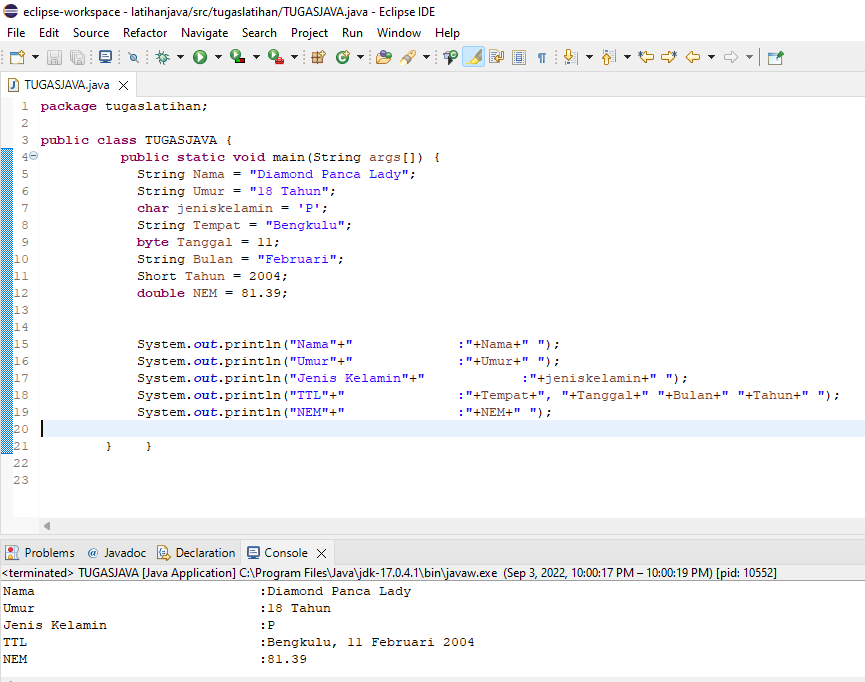 eclipse-workspace - latihanjava/src/tugaslatihan/TUGASJAVA.java - Eclipse IDE
File Edit Source Refactor Navigate Search Project Run Window Help
TUGASJAVA.java
1 package tugaslatihan;
2
3 public class TUGASJAVA {
4 public static void main(String args[]) {
5 String Nama = "Diamond Panca Lady";
6 String Umur = "18 Tahun";
7 char jeniskelamin = 'P';
8 String Tempat = "Bengkulu";
9 byte Tanggal = 11;
10 String Bulan = "Februari";
11 Short Tahun = 2004;
12 double NEM = 81.39;
13
14
15 System.out.println("Nama"+"             :"+Nama+" ");
16 System.out.println("Umur"+"             :"+Umur+" ");
17 System.out.println("Jenis Kelamin"+"            :"+jeniskelamin+" ");
18 System.out.println("TTL"+"              :"+Tempat+", "+Tanggal+" "+Bulan+" "+Tahun+" ");
19 System.out.println("NEM"+"              :"+NEM+" ");
20
21 } }
22
23
Problems @ Javadoc Declaration Console
<terminated> TUGASJAVA [Java Application] C:\Program Files\Java\jdk-17.0.4.1\bin\javaw.exe (Sep 3, 2022, 10:00:17 PM – 10:00:19 PM) [pid: 10552]
Nama :Diamond Panca Lady
Umur :18 Tahun
Jenis Kelamin :P
TTL :Bengkulu, 11 Februari 2004
NEM :81.39